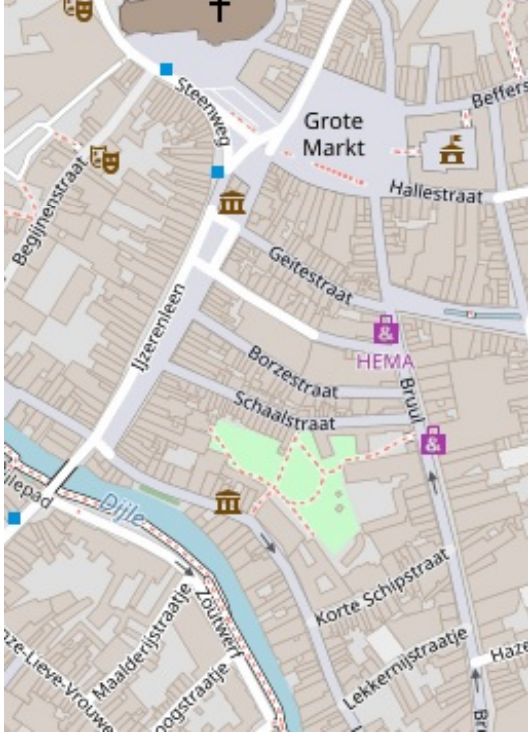 Steenweg
Grote
Markt
Beffers
Hallestraat
Begijnenstraat
Geitestraat
IJzerenleen
HEMA
Borzestraat
Bruul
Schaalstraat
Dijle
Korte Schipstraat
Zoutwerf
Maalderijstraatje
Lekkernijstraatje
Haze